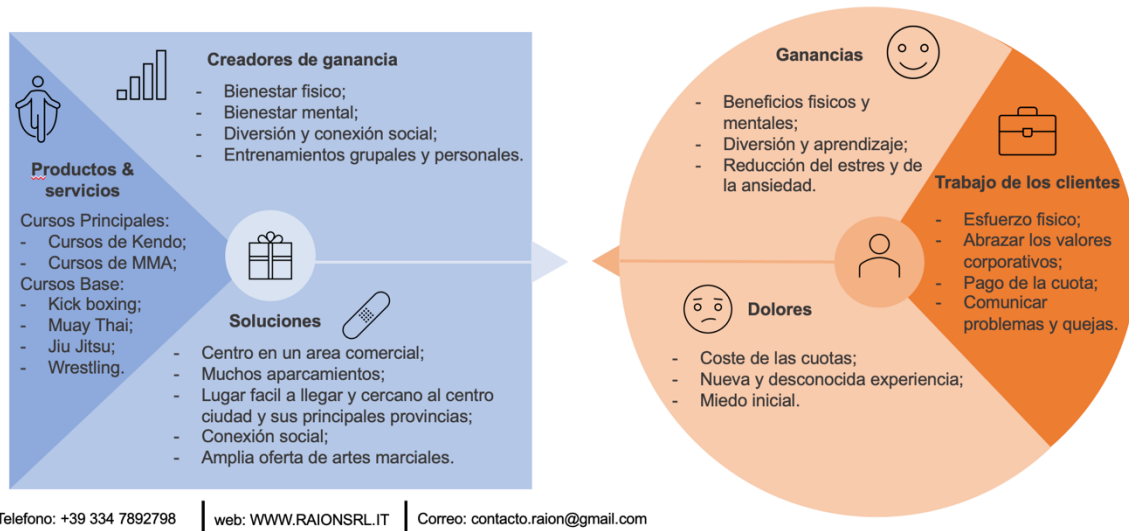 Creadores de ganancia
- Bienestar fisico;
- Bienestar mental;
- Diversión y conexión social;
- Entrenamientos grupales y personales.
Productos &
servicios
Cursos Principales:
- Cursos de Kendo;
- Cursos de MMA;
Cursos Base:
- Kick boxing;
- Muay Thai;
- Jiu Jitsu;
- Wrestling.
Soluciones
- Centro en un area comercial;
- Muchos aparcamientos;
- Lugar facil a llegar y cercano al centro
ciudad y sus principales provincias;
- Conexión social;
- Amplia oferta de artes marciales.
Ganancias
- Beneficios fisicos y
mentales;
- Diversión y aprendizaje;
- Reducción del estres y de
la ansiedad.
Trabajo de los clientes
- Esfuerzo fisico;
- Abrazar los valores
corporativos;
- Pago de la cuota;
- Comunicar
problemas y quejas.
Dolores
- Coste de las cuotas;
- Nueva y desconocida experiencia;
- Miedo inicial.
Telefono: +39 334 7892798 web: WWW.RAIONSRL.IT Correo: contacto.raion@gmail.com